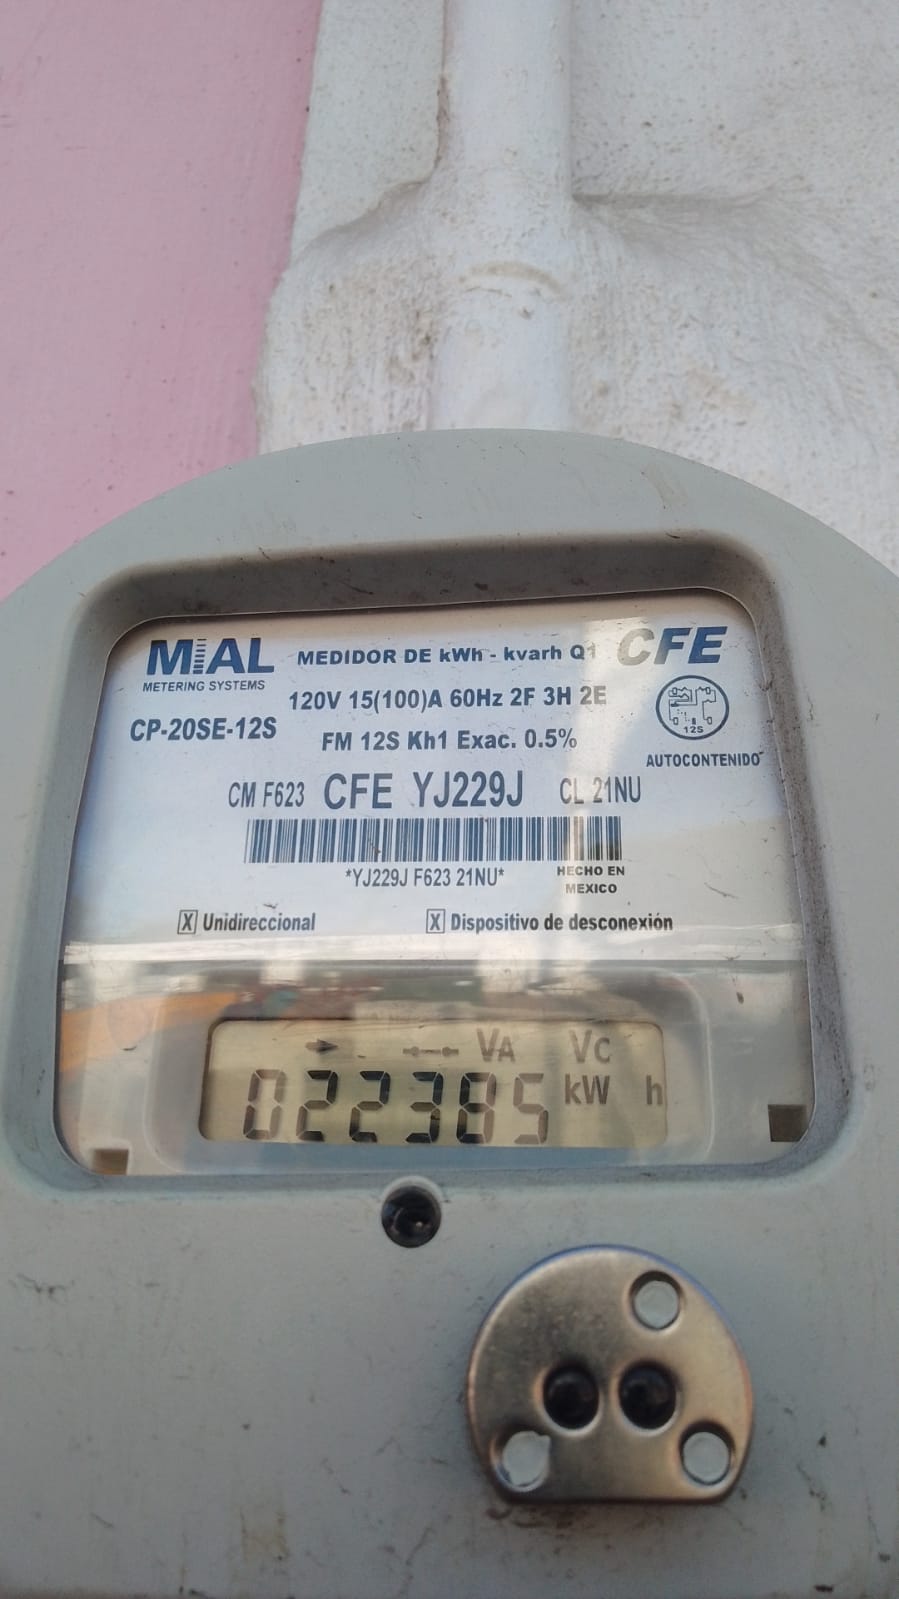 MIAL
METERING SYSTEMS
MEDIDOR DE kWh - kvarh Q1
CFE
120V 15(100)A 60Hz 2F 3H 2E
CP-20SE-12S
FM 12S Kh1 Exac. 0.5%
12S
AUTOCONTENIDO
CM F623 CFE YJ229J CL 21NU
*YJ229J F623 21NU*
HECHO EN
MEXICO
X Unidireccional
X Dispositivo de desconexión
VA VC
022385 kW h